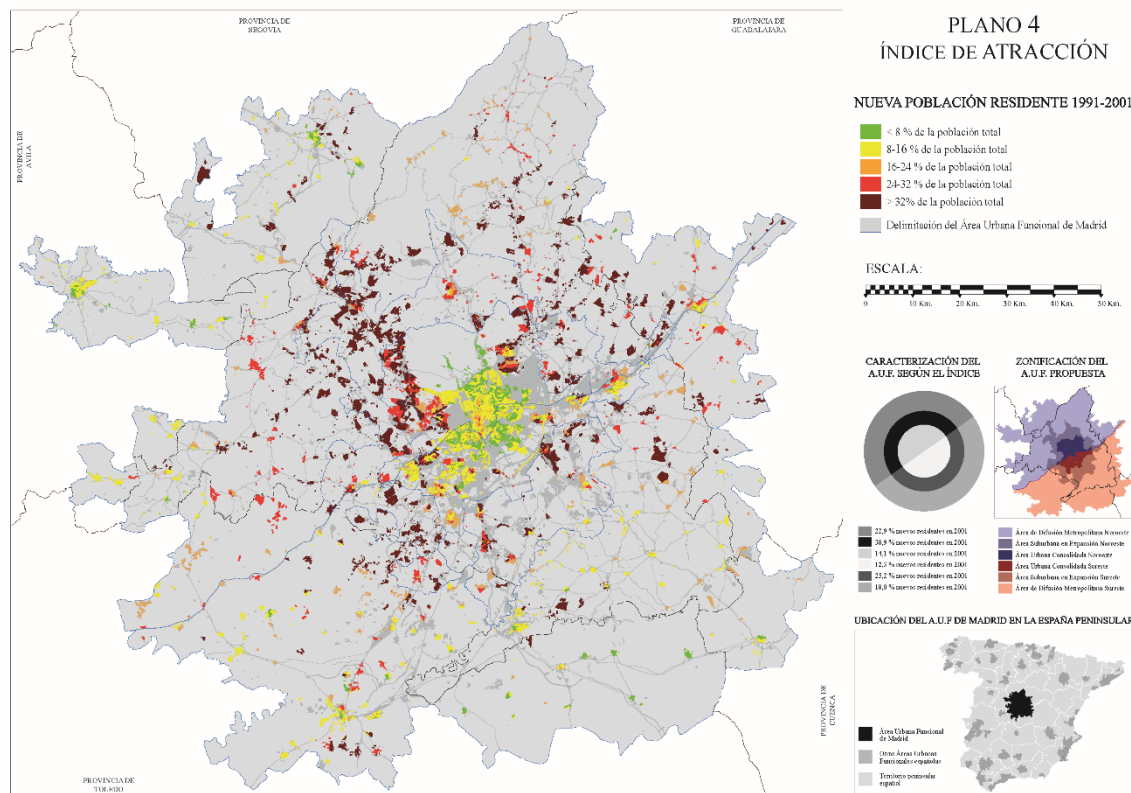 PROVINCIA DE
SEGOVIA
PROVINCIA DE
GUADALAJARA
PROVINCIA DE
AVILA
PROVINCIA DE
CUENCA
PROVINCIA DE
TOLEDO
PLANO 4
ÍNDICE DE ATRACCIÓN
NUEVA POBLACIÓN RESIDENTE 1991-2001
< 8 % de la población total
8-16 % de la población total
16-24 % de la población total
24-32 % de la población total
> 32% de la población total
Delimitación del Área Urbana Funcional de Madrid
ESCALA:
0 10 Km. 20 Km. 30 Km. 40 Km. 50 Km.
CARACTERIZACIÓN DEL
A.U.F. SEGÚN EL ÍNDICE
ZONIFICACIÓN DEL
A.U.F. PROPUESTA
22,9 % nuevos residentes en 2001
% nuevos residentes en 2001
14,1 % nuevos residentes en 2001
12,3 % nuevos residentes en 2001
25,2 % nuevos residentes en 2001
% nuevos residentes en 2001
Área de Difusión Metropolitana Noroeste
Área Suburbana en Expansión Noroeste
Área Urbana Consolidada Noroeste
Área Urbana Consolidada Sureste
Área Suburbana en Expansión Sureste
Área de Difusión Metropolitana Sureste
UBICACIÓN DEL A.U.F DE MADRID EN LA ESPAÑA PENINSULAR
Área Urbana Funcional
de Madrid
Otras Áreas Urbanas
Funcionales españolas
Territorio peninsular
español